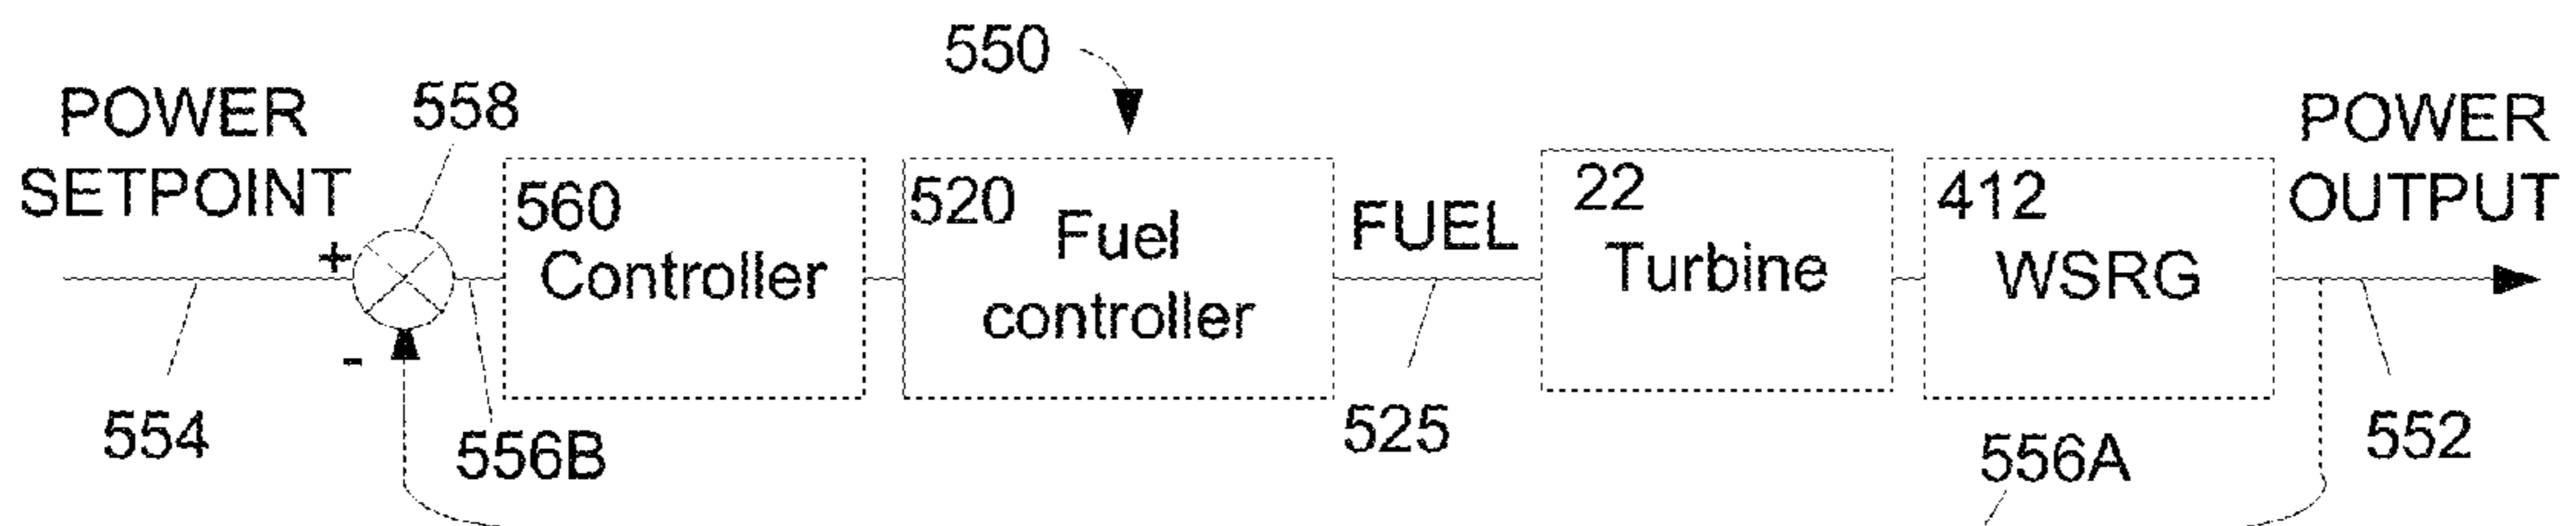 550
POWER
SETPOINT
558
POWER
OUTPUT
+
-
560
Controller
520
Fuel
controller
FUEL
22
Turbine
412
WSRG
554
556B
525
556A
552